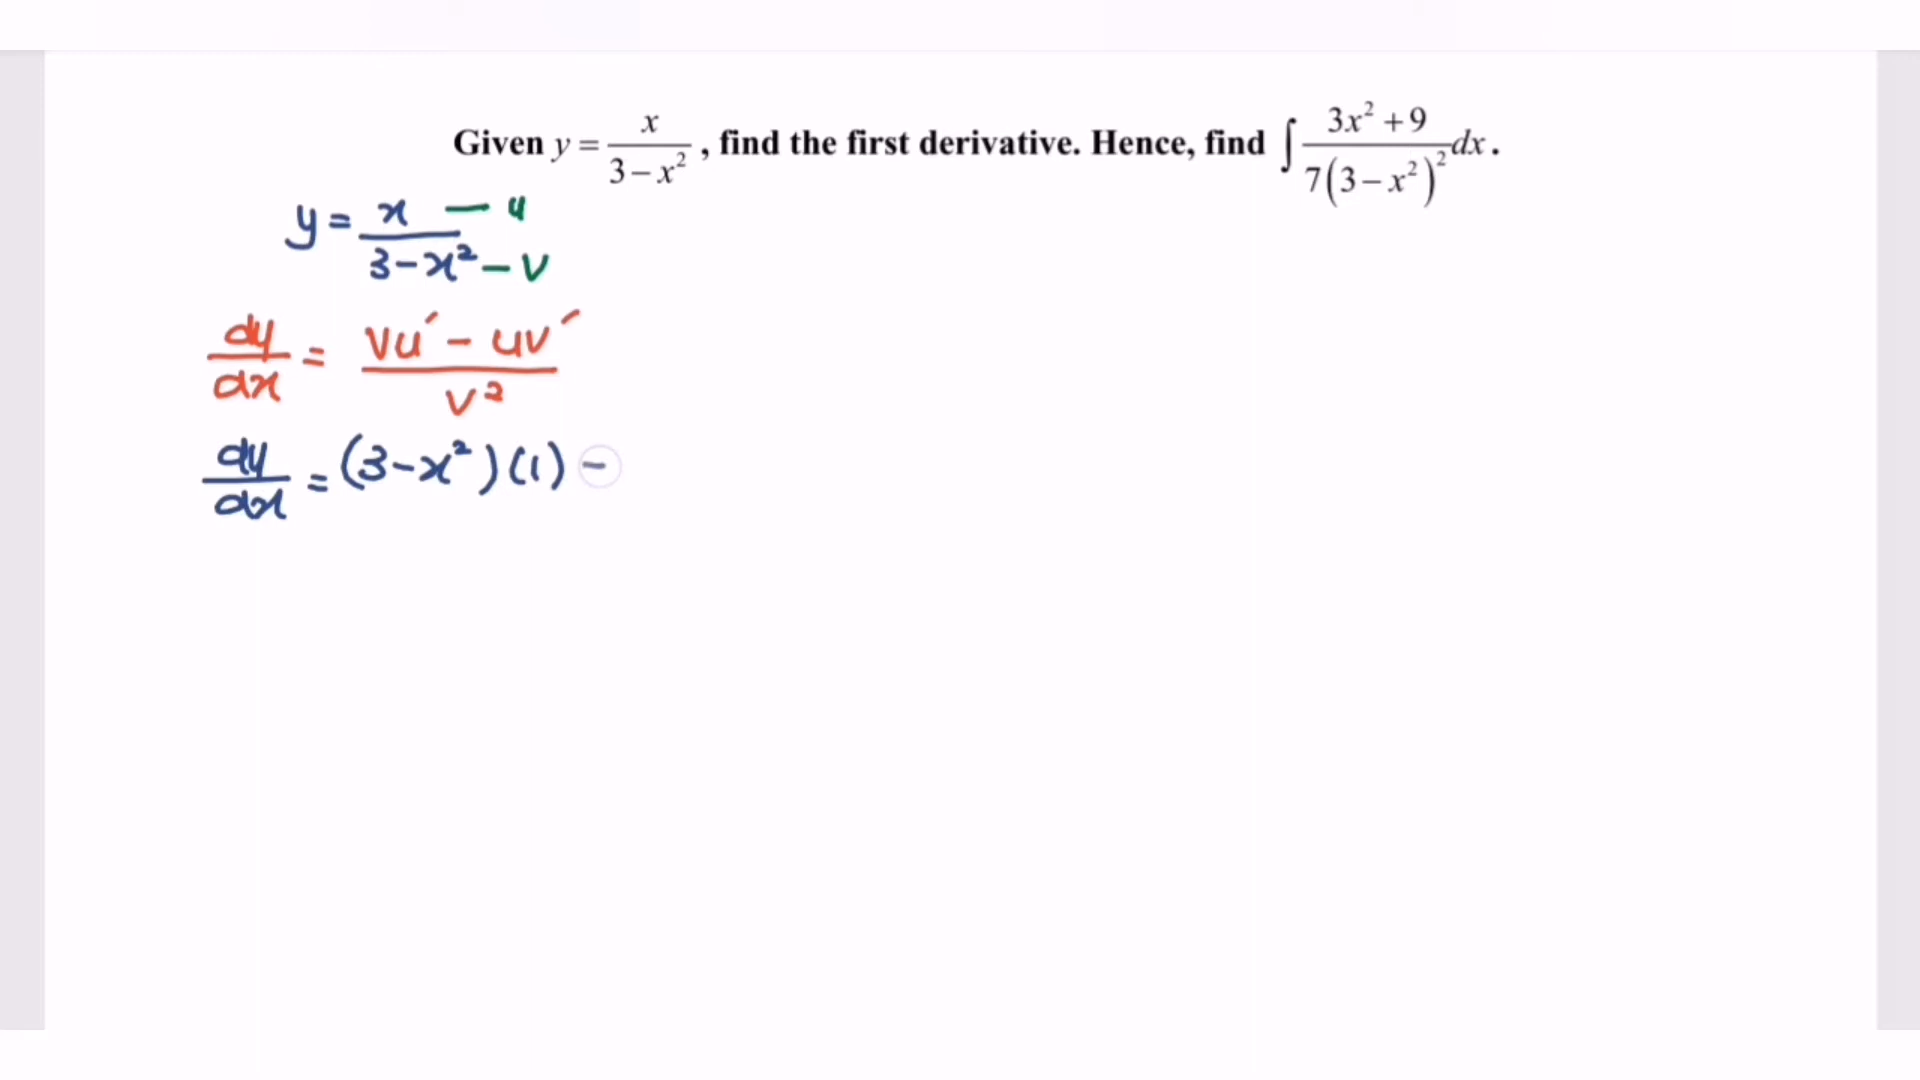 Given y = x / (3 − x²), find the first derivative. Hence, find ∫ (3x² + 9) / (7(3 − x²)²) dx.
y = x / (3 − x²) — u — v
dy/dx = (vu′ − uv′) / v²
dy/dx = (3 − x²)(1) −